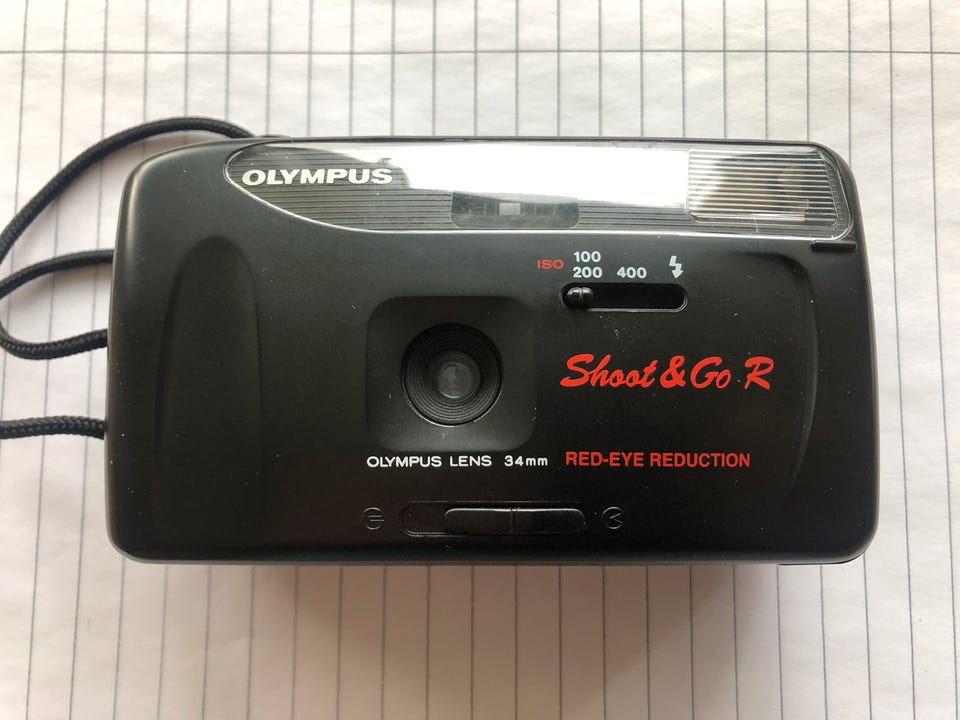 OLYMPUS
ISO 100
200 400
Shoot & Go R
OLYMPUS LENS 34mm RED-EYE REDUCTION